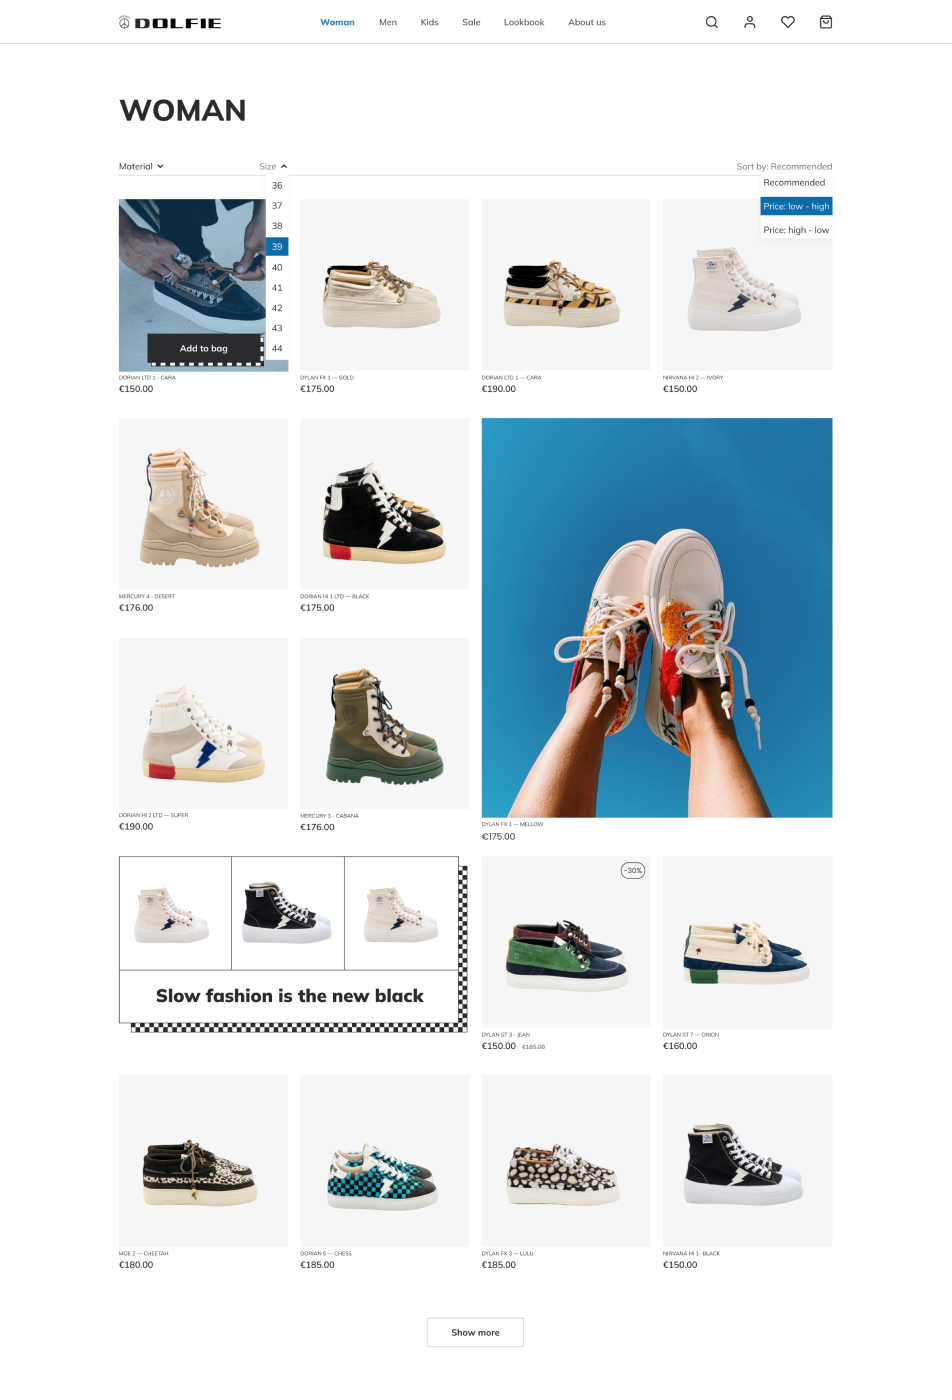 DOLFIE
Woman Men Kids Sale Lookbook About us
WOMAN
Material Size Sort by: Recommended
36
37
38
39
40
41
42
43
44
Recommended
Price: low - high
Price: high - low
Add to bag
DORIAN LTD 1 - CARA
€150.00
DYLAN FX 1 — GOLD
€175.00
DORIAN LTD 1 — CARA
€190.00
NIRVANA HI 2 — IVORY
€150.00
MERCURY 4 - DESERT
€176.00
DORIAN HI 1 LTD — BLACK
€175.00
DORIAN HI 2 LTD — SUPER
€190.00
MERCURY 3 - CABANA
€176.00
DYLAN FX 1 — MELLOW
€175.00
Slow fashion is the new black
-30%
DYLAN ST 3 - JEAN
€150.00 €185.00
DYLAN ST 7 — ORION
€160.00
MOE 2 — CHEETAH
€180.00
DORIAN 5 — CHESS
€185.00
DYLAN FX 3 — LULU
€185.00
NIRVANA HI 1- BLACK
€150.00
Show more